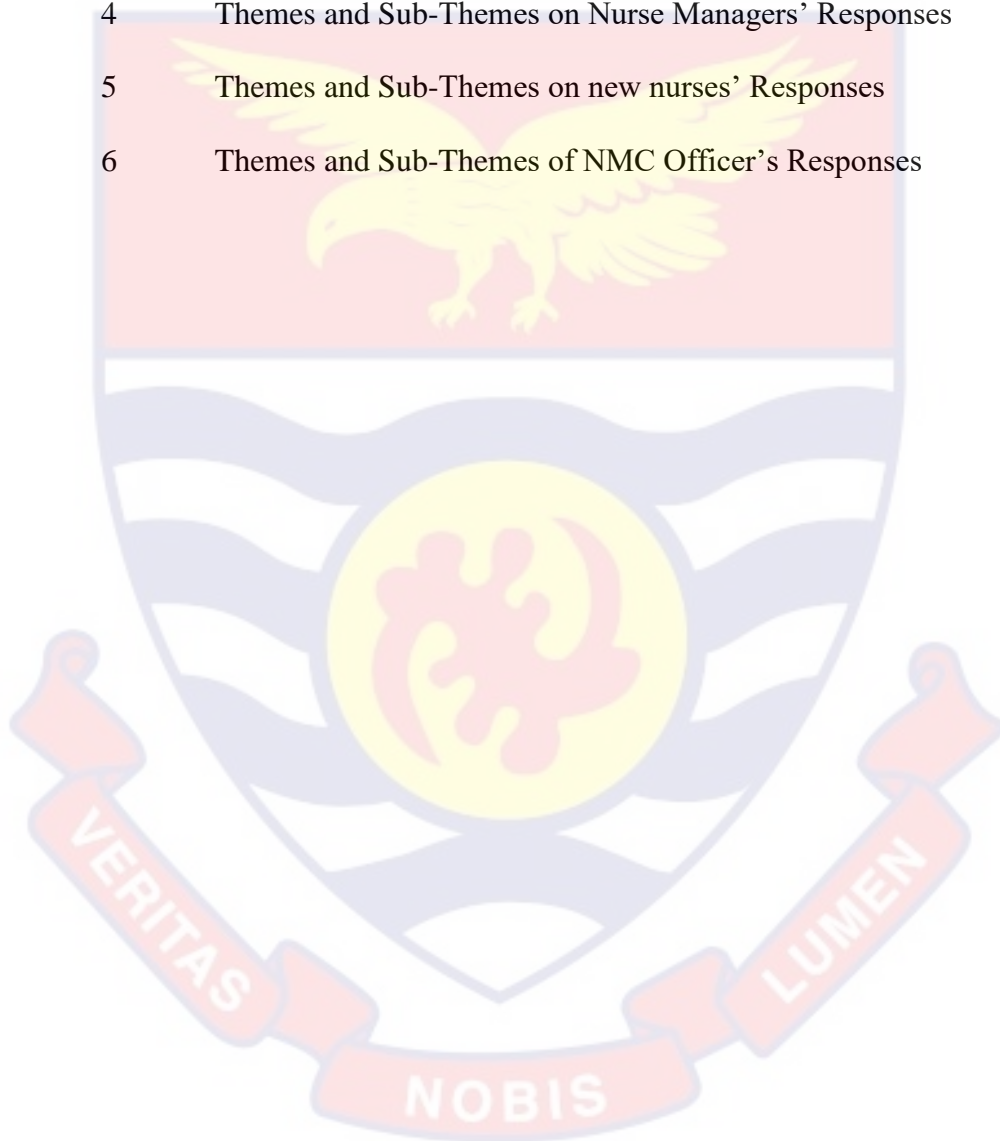 4 Themes and Sub-Themes on Nurse Managers’ Responses
5 Themes and Sub-Themes on new nurses’ Responses
6 Themes and Sub-Themes of NMC Officer’s Responses
VERITAS
NOBIS
LUMEN